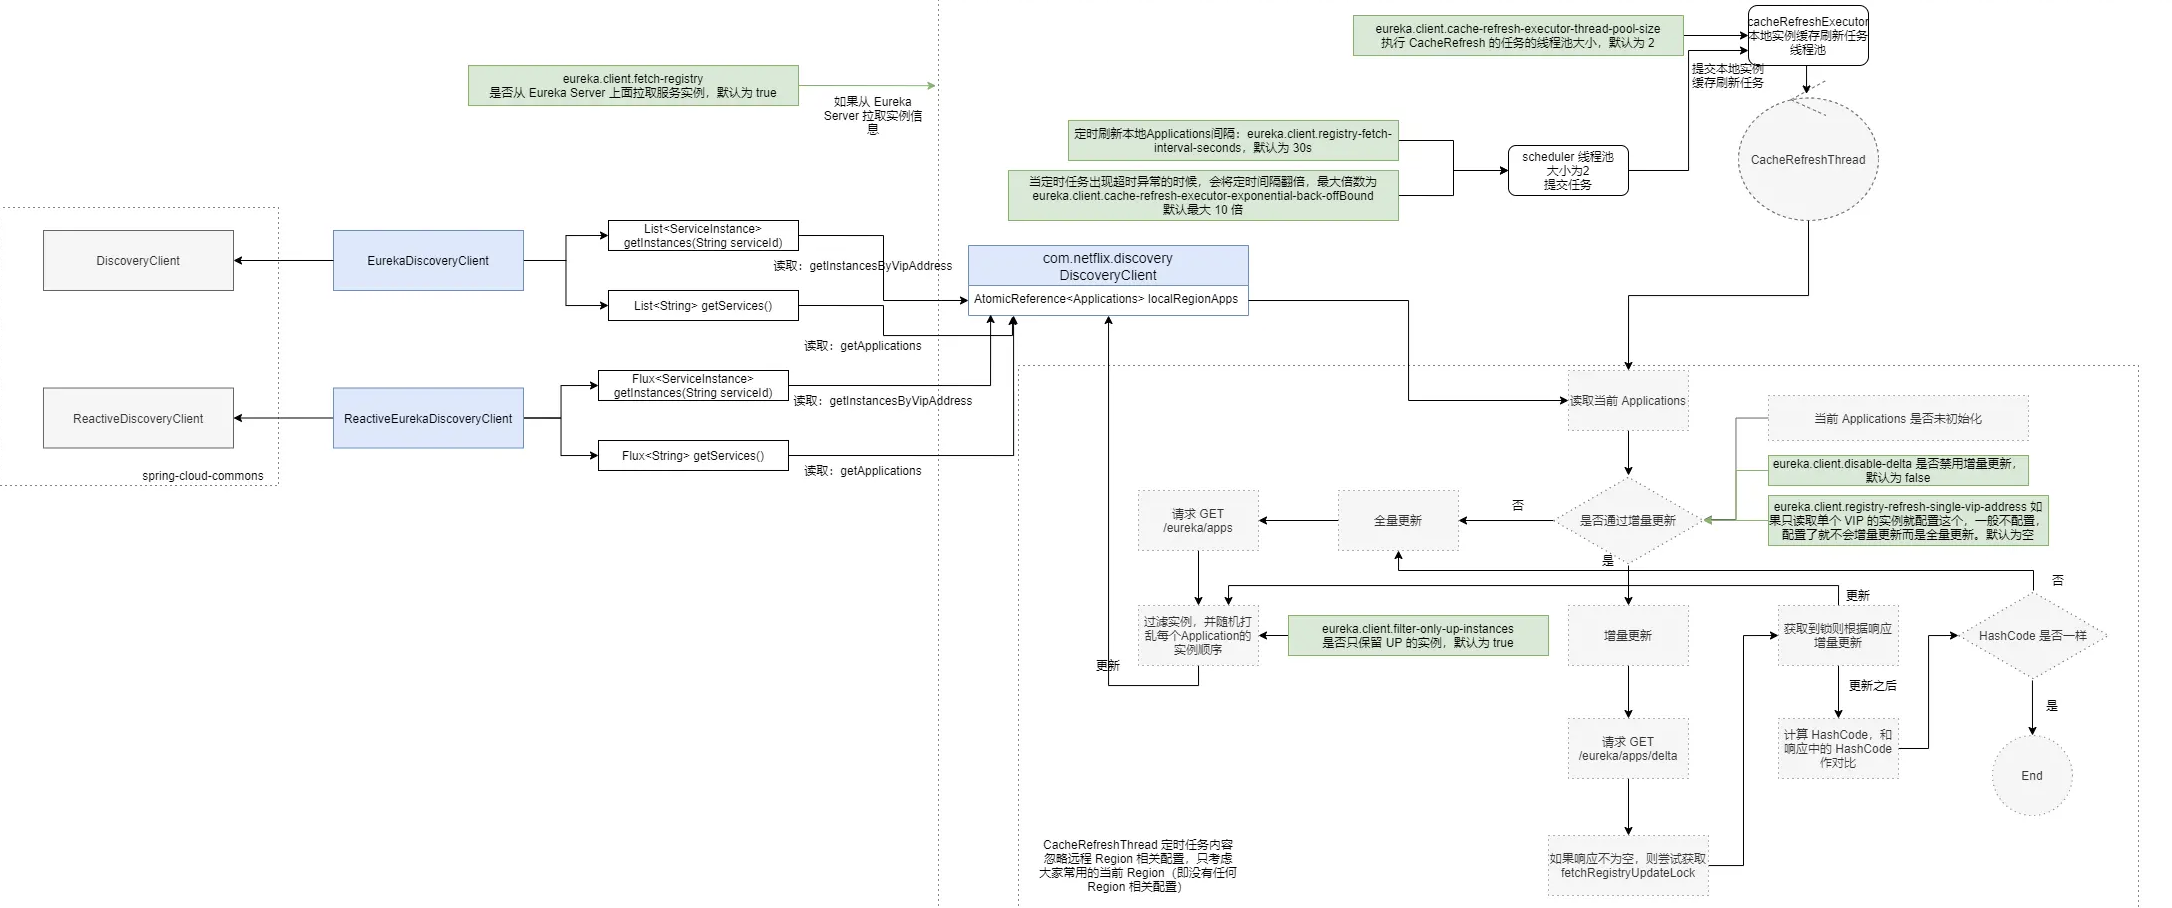 eureka.client.fetch-registry
是否从 Eureka Server 上面拉取服务实例，默认为 true
如果从 Eureka
Server 拉取实例信
息
eureka.client.cache-refresh-executor-thread-pool-size
执行 CacheRefresh 的任务的线程池大小，默认为 2
cacheRefreshExecutor
本地实例缓存刷新任务
线程池
提交本地实例
缓存刷新任务
CacheRefreshThread
定时刷新本地Applications间隔：eureka.client.registry-fetch-
interval-seconds，默认为 30s
当定时任务出现超时异常的时候，会将定时间隔翻倍，最大倍数为
eureka.client.cache-refresh-executor-exponential-back-offBound
默认最大 10 倍
scheduler 线程池
大小为2
提交任务
DiscoveryClient
EurekaDiscoveryClient
List<ServiceInstance>
getInstances(String serviceId)
读取：getInstancesByVipAddress
List<String> getServices()
读取：getApplications
com.netflix.discovery
DiscoveryClient
AtomicReference<Applications> localRegionApps
ReactiveDiscoveryClient
spring-cloud-commons
ReactiveEurekaDiscoveryClient
Flux<ServiceInstance>
getInstances(String serviceId)
读取：getInstancesByVipAddress
Flux<String> getServices()
读取：getApplications
读取当前 Applications
当前 Applications 是否未初始化
eureka.client.disable-delta 是否禁用增量更新，
默认为 false
eureka.client.registry-refresh-single-vip-address 如
果只读取单个 VIP 的实例就配置这个，一般不配置，
配置了就不会增量更新而是全量更新。默认为空
是否通过增量更新
否
是
全量更新
请求 GET
/eureka/apps
过滤实例，并随机打
乱每个Application的
实例顺序
更新
eureka.client.filter-only-up-instances
是否只保留 UP 的实例，默认为 true
增量更新
请求 GET
/eureka/apps/delta
如果响应不为空，则尝试获取
fetchRegistryUpdateLock
更新
获取到锁则根据响应
增量更新
更新之后
计算 HashCode，和
响应中的 HashCode
作对比
否
HashCode 是否一样
是
End
CacheRefreshThread 定时任务内容
忽略远程 Region 相关配置，只考虑
大家常用的当前 Region（即没有任何
Region 相关配置）